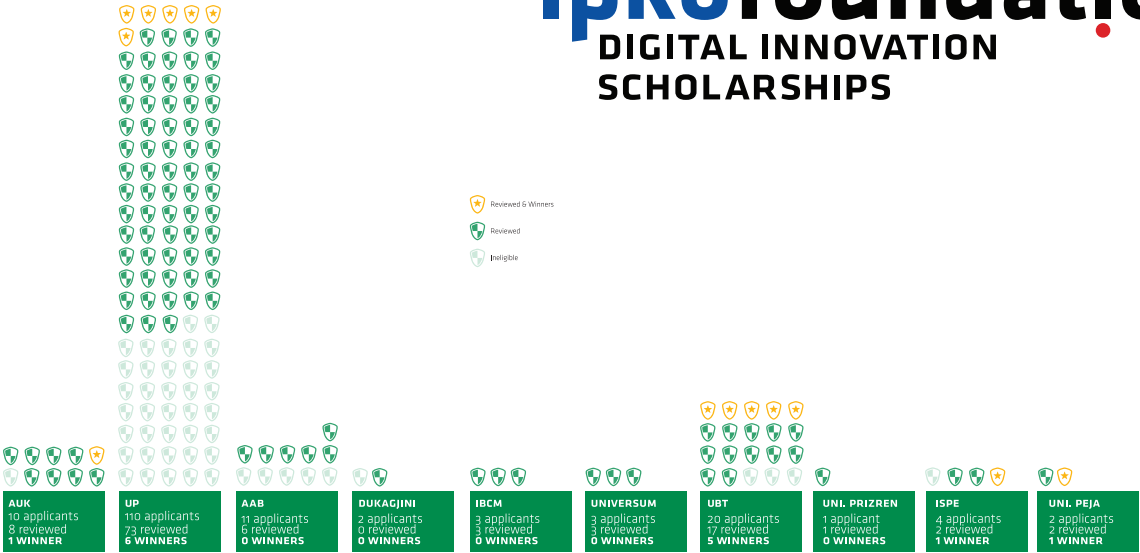 ipkofoundatio
DIGITAL INNOVATION
SCHOLARSHIPS
Reviewed & Winners
Reviewed
Ineligible
AUK
10 applicants
8 reviewed
1 WINNER
UP
110 applicants
73 reviewed
6 WINNERS
AAB
11 applicants
6 reviewed
0 WINNERS
DUKAGJINI
2 applicants
0 reviewed
0 WINNERS
IBCM
3 applicants
3 reviewed
0 WINNERS
UNIVERSUM
3 applicants
3 reviewed
0 WINNERS
UBT
20 applicants
17 reviewed
5 WINNERS
UNI. PRIZREN
1 applicant
1 reviewed
0 WINNERS
ISPE
4 applicants
2 reviewed
1 WINNER
UNI. PEJA
2 applicants
2 reviewed
1 WINNER